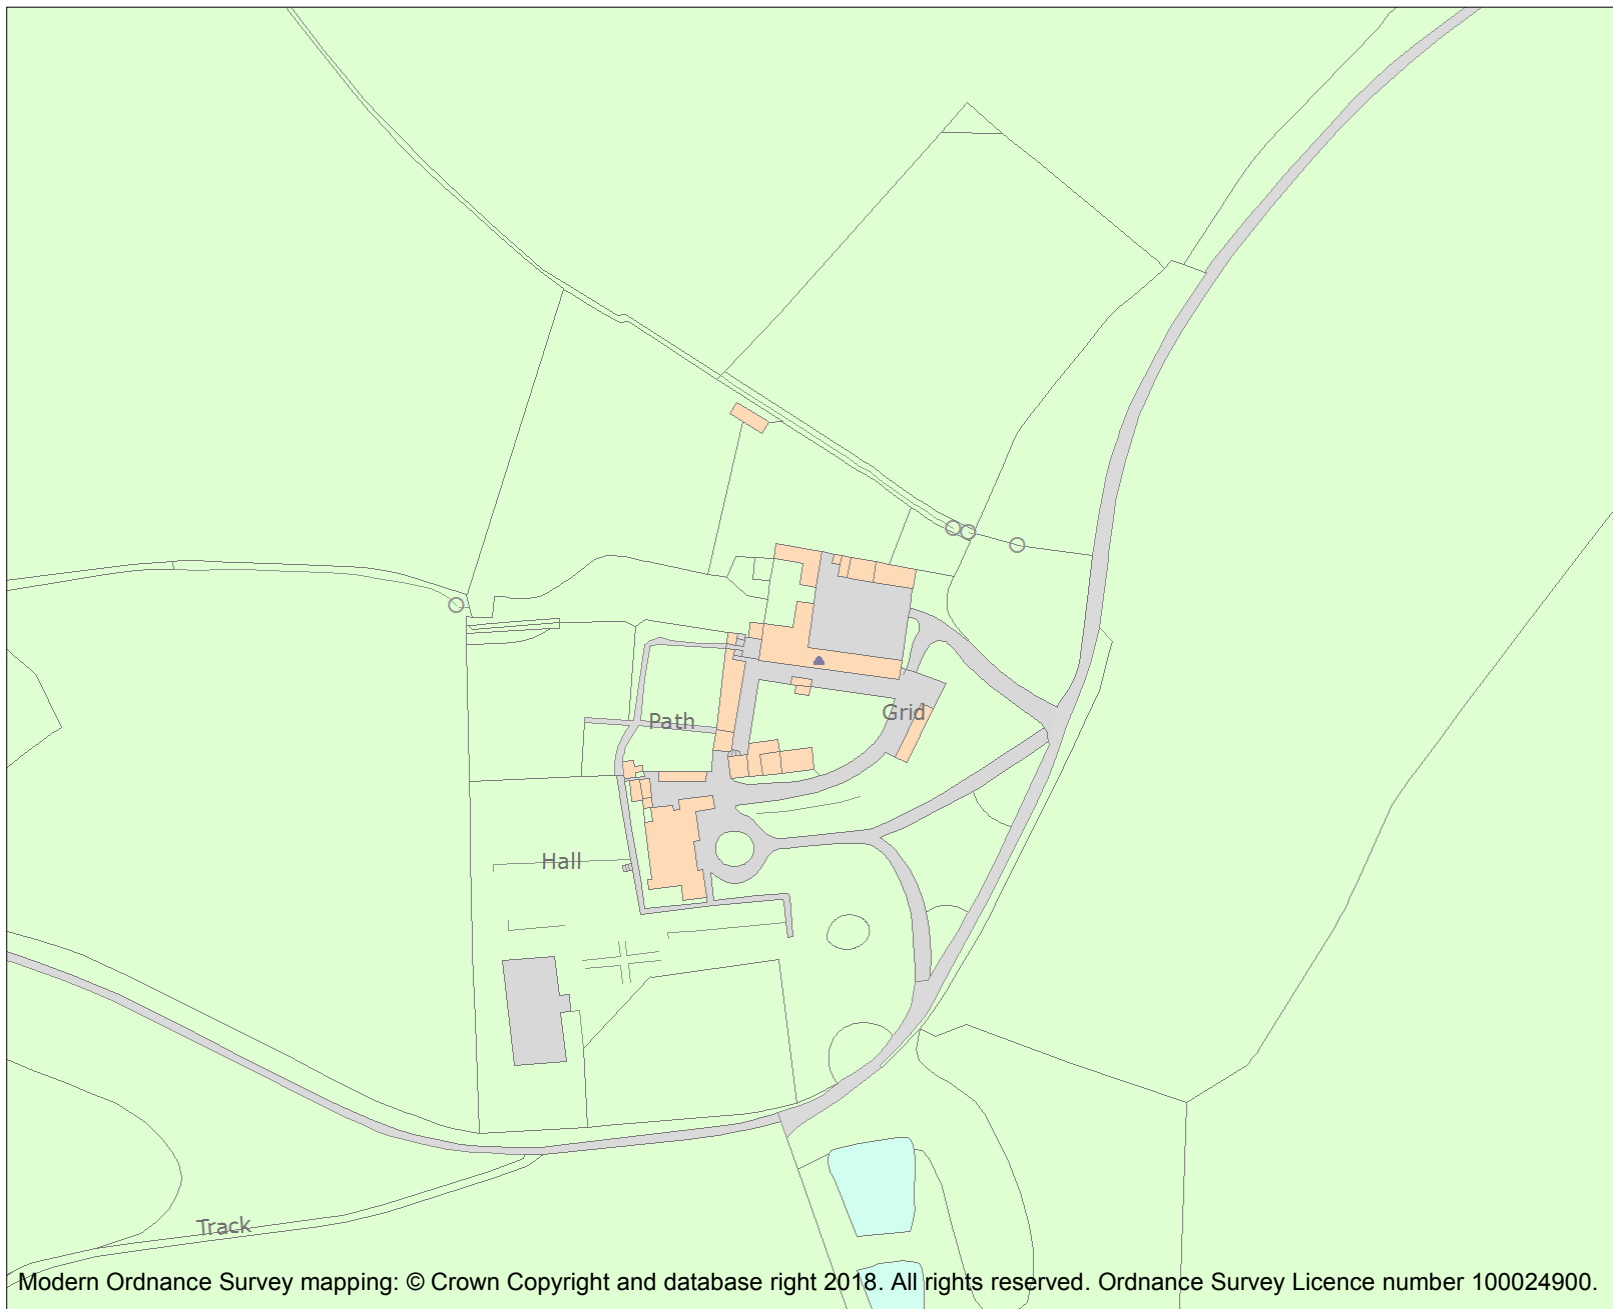 Grid
Path
Hall
Track
Modern Ordnance Survey mapping: © Crown Copyright and database right 2018. All rights reserved. Ordnance Survey Licence number 100024900.